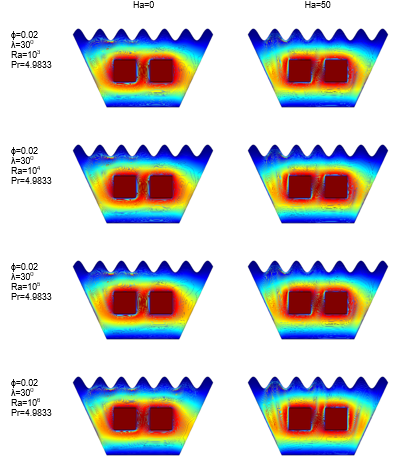 Ha=0 Ha=50
ϕ=0.02
λ=30⁰
Ra=10³
Pr=4.9833
ϕ=0.02
λ=30⁰
Ra=10⁴
Pr=4.9833
ϕ=0.02
λ=30⁰
Ra=10⁵
Pr=4.9833
ϕ=0.02
λ=30⁰
Ra=10⁶
Pr=4.9833